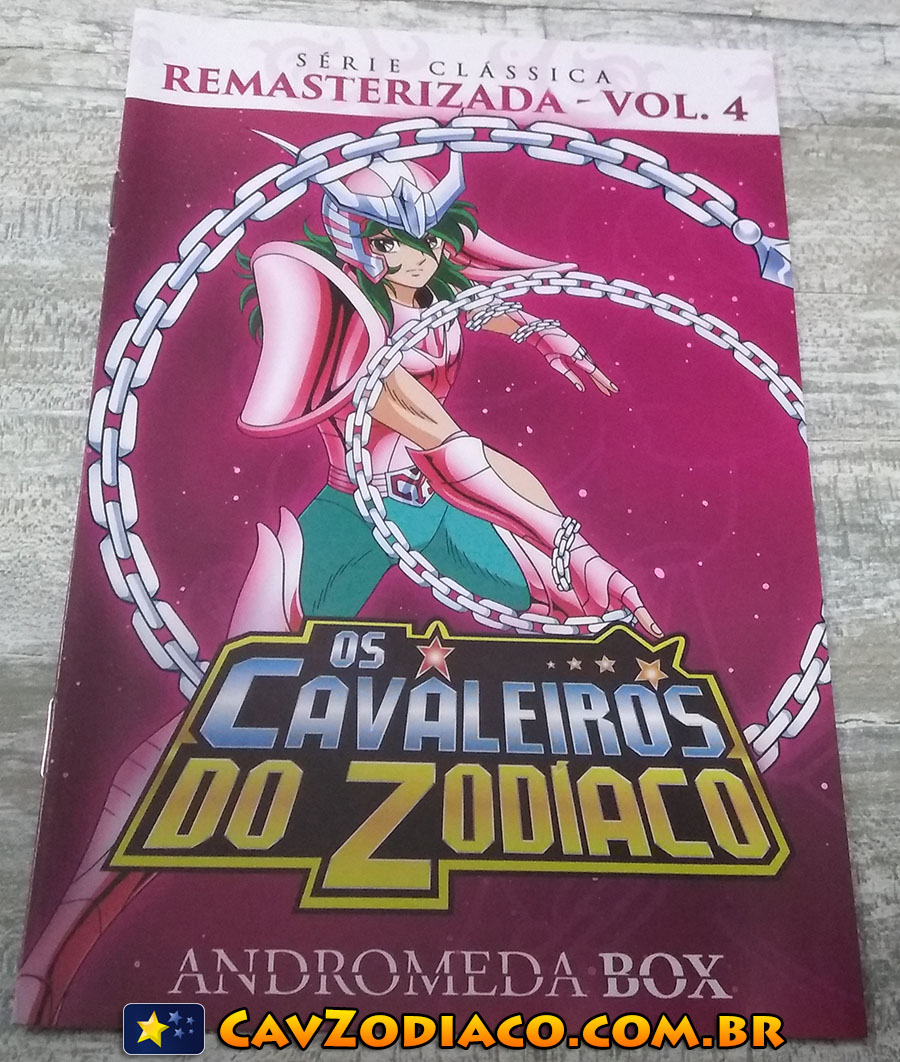 SÉRIE CLÁSSICA
REMASTERIZADA - VOL. 4
OS
CAVALEIROS
DO ZODÍACO
ANDROMEDA BOX
CAVZODIACO.COM.BR